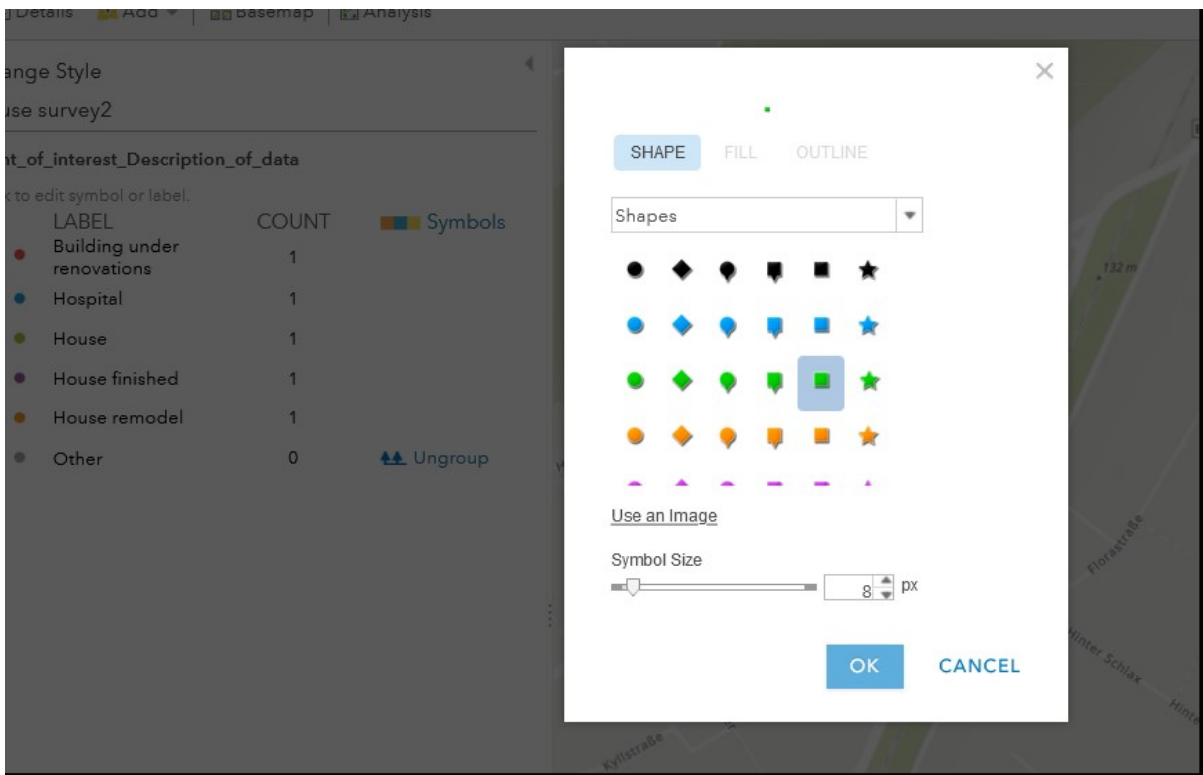 Details Add Basemap Analysis
ange Style
use survey2
nt_of_interest_Description_of_data
to edit symbol or label.
LABEL COUNT Symbols
Building under renovations 1
Hospital 1
House 1
House finished 1
House remodel 1
Other 0 Ungroup
SHAPE FILL OUTLINE
Shapes
Use an Image
Symbol Size
8 px
OK CANCEL
132 m
Florastraße
Hinter Schlax
Hinte
Kyllstraße